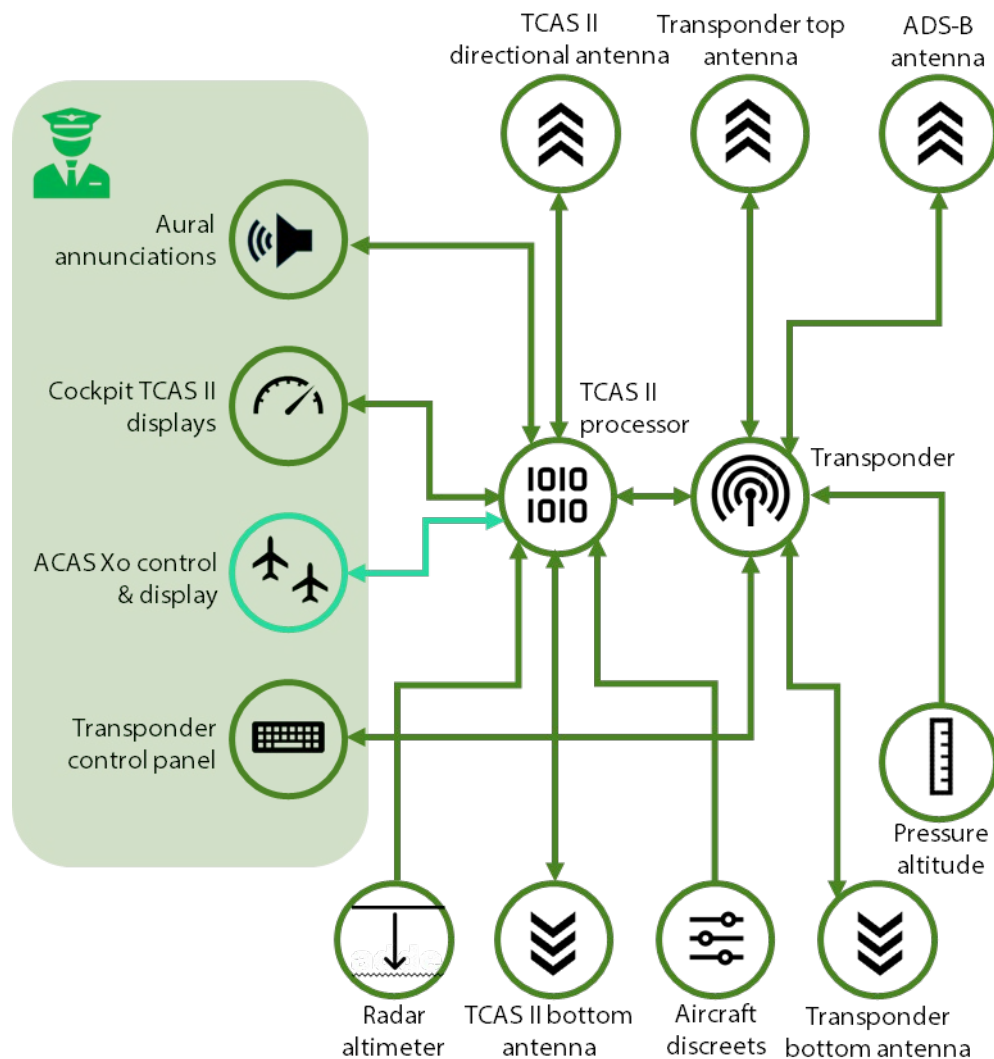 TCAS II
directional antenna
Transponder top
antenna
ADS-B
antenna
Aural
annunciations
Cockpit TCAS II
displays
TCAS II
processor
1010
1010
Transponder
ACAS Xo control
& display
Transponder
control panel
Pressure
altitude
Radar
altimeter
TCAS II bottom
antenna
Aircraft
discreets
Transponder
bottom antenna